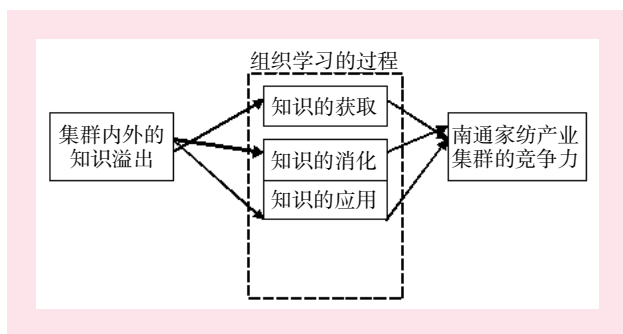 组织学习的过程
集群内外的
知识溢出
知识的获取
知识的消化
知识的应用
南通家纺产业
集群的竞争力